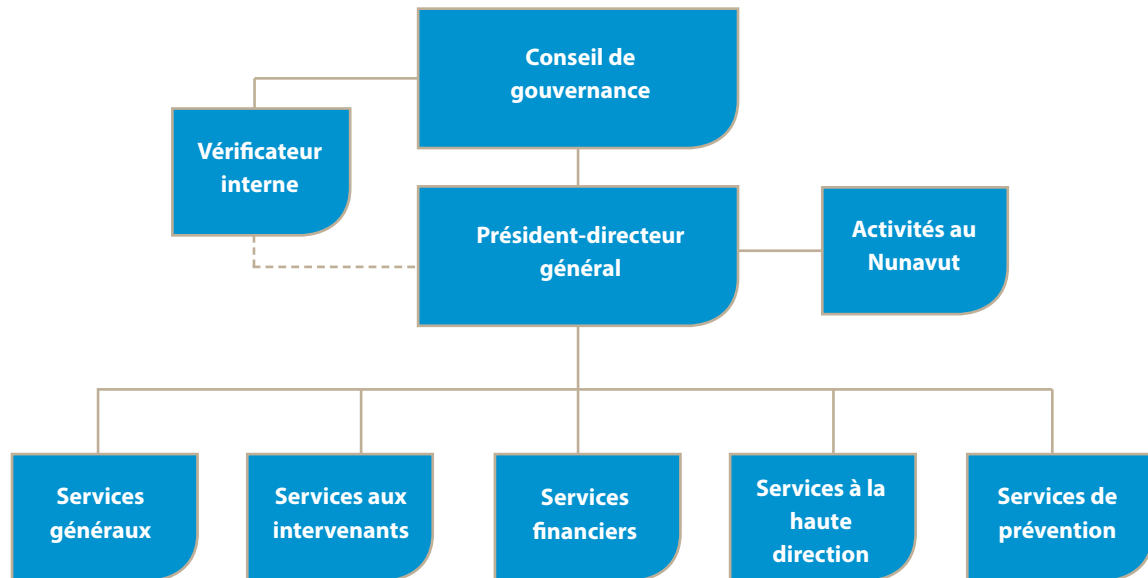 Conseil de
gouvernance
Vérificateur
interne
Président-directeur
général
Activités au
Nunavut
Services
généraux
Services aux
intervenants
Services
financiers
Services à la
haute
direction
Services de
prévention